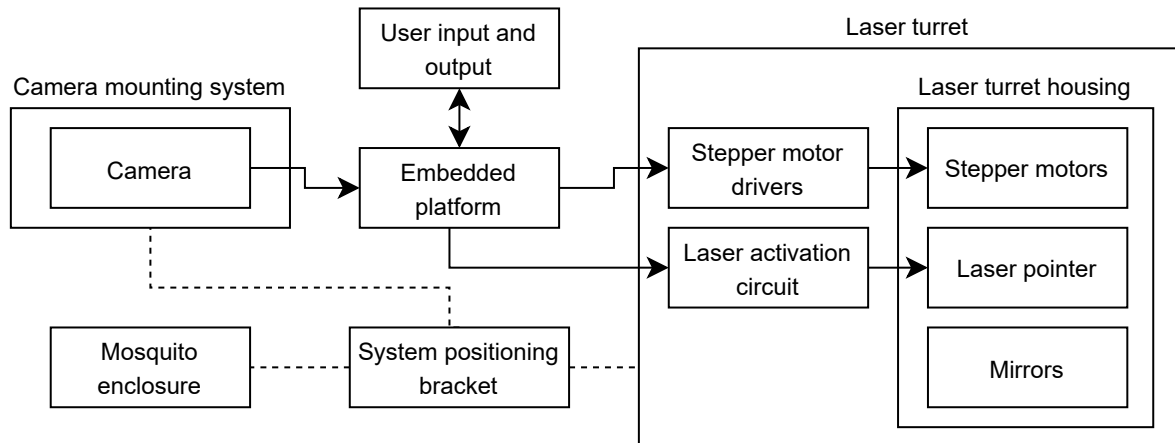 Laser turret
User input and
output
Camera mounting system
Laser turret housing
Camera
Embedded
platform
Stepper motor
drivers
Stepper motors
Laser activation
circuit
Laser pointer
Mosquito
enclosure
System positioning
bracket
Mirrors